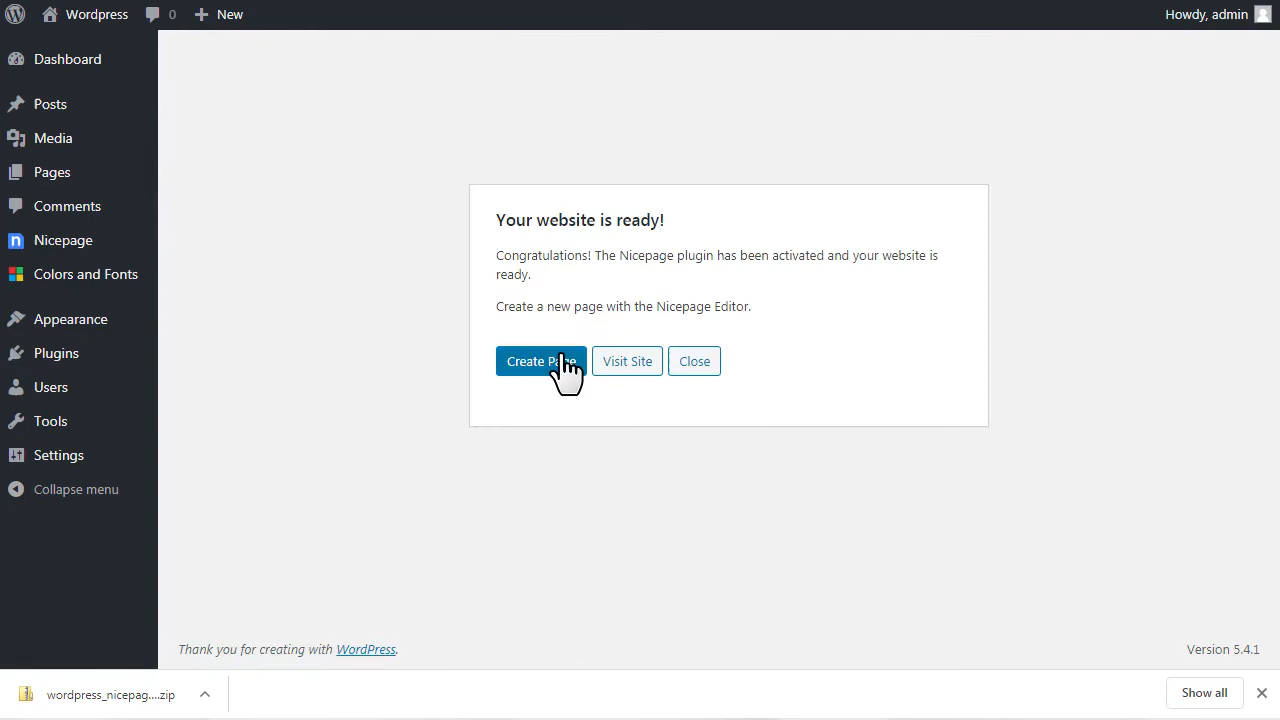 Wordpress 0 New Howdy, admin
Dashboard
Posts
Media
Pages
Comments
Nicepage
Colors and Fonts
Appearance
Plugins
Users
Tools
Settings
Collapse menu
Your website is ready!
Congratulations! The Nicepage plugin has been activated and your website is
ready.
Create a new page with the Nicepage Editor.
Create Page Visit Site Close
Thank you for creating with WordPress. Version 5.4.1
wordpress_nicepag....zip Show all